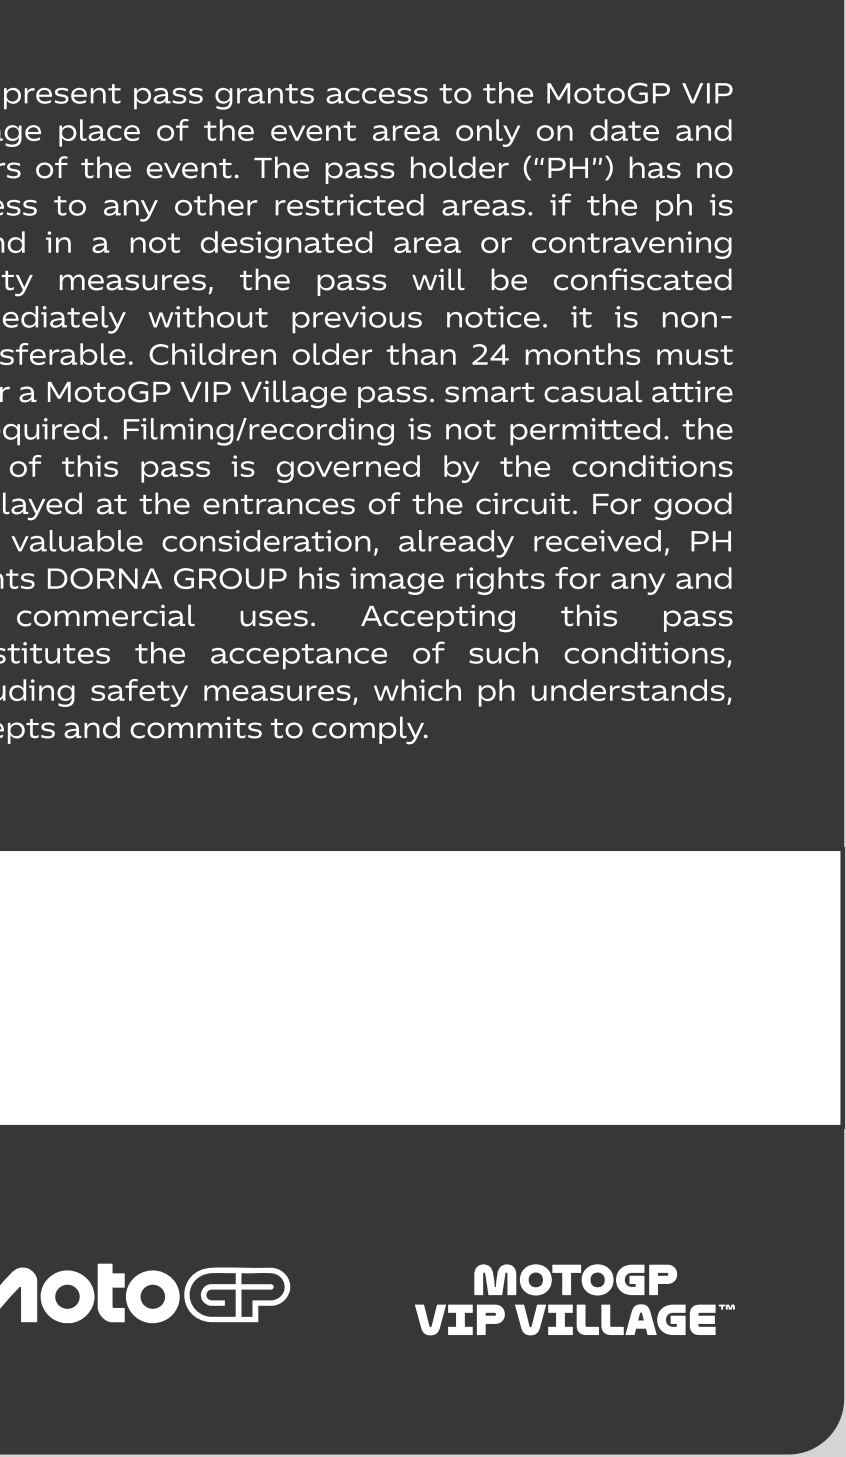 present pass grants access to the MotoGP VIP
age place of the event area only on date and
rs of the event. The pass holder (“PH”) has no
ess to any other restricted areas. if the ph is
nd in a not designated area or contravening
ty measures, the pass will be confiscated
ediately without previous notice. it is non-
sferable. Children older than 24 months must
r a MotoGP VIP Village pass. smart casual attire
equired. Filming/recording is not permitted. the
of this pass is governed by the conditions
layed at the entrances of the circuit. For good
valuable consideration, already received, PH
nts DORNA GROUP his image rights for any and
commercial uses. Accepting this pass
stitutes the acceptance of such conditions,
uding safety measures, which ph understands,
epts and commits to comply.
MotoGP
MOTOGP
VIP VILLAGE™